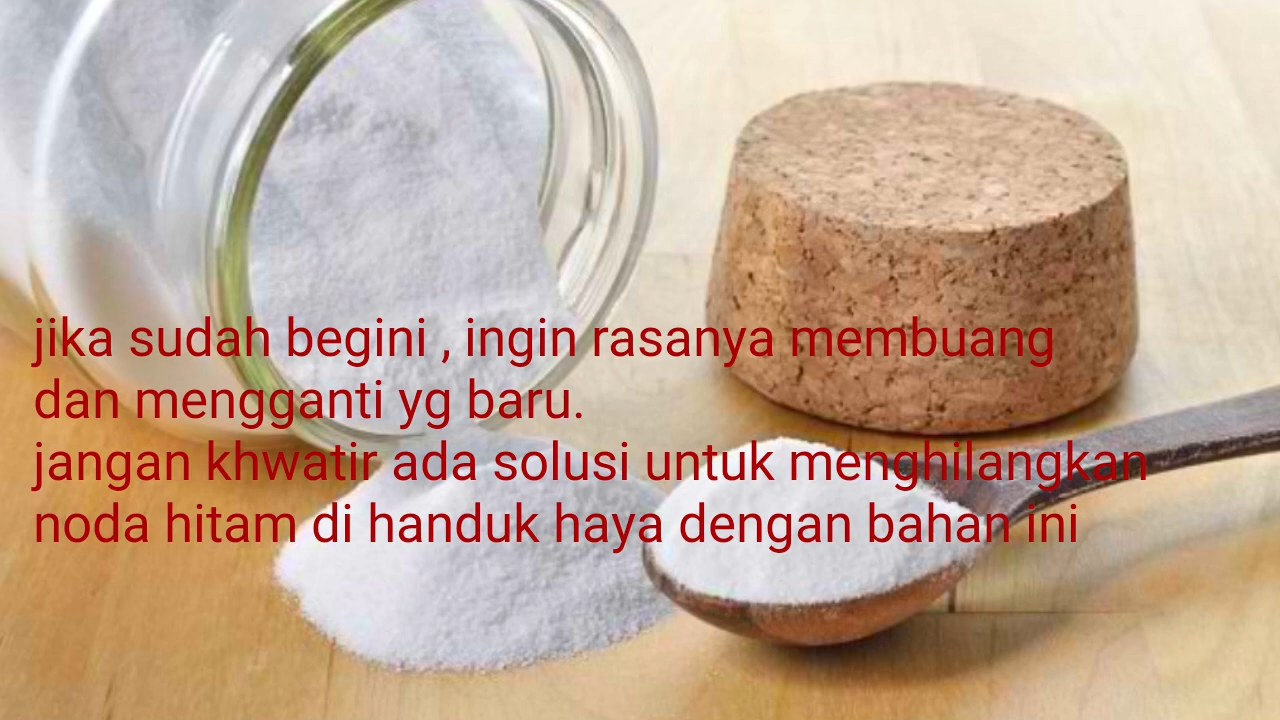 jika sudah begini , ingin rasanya membuang
dan mengganti yg baru.
jangan khwatir ada solusi untuk menghilangkan
noda hitam di handuk haya dengan bahan ini